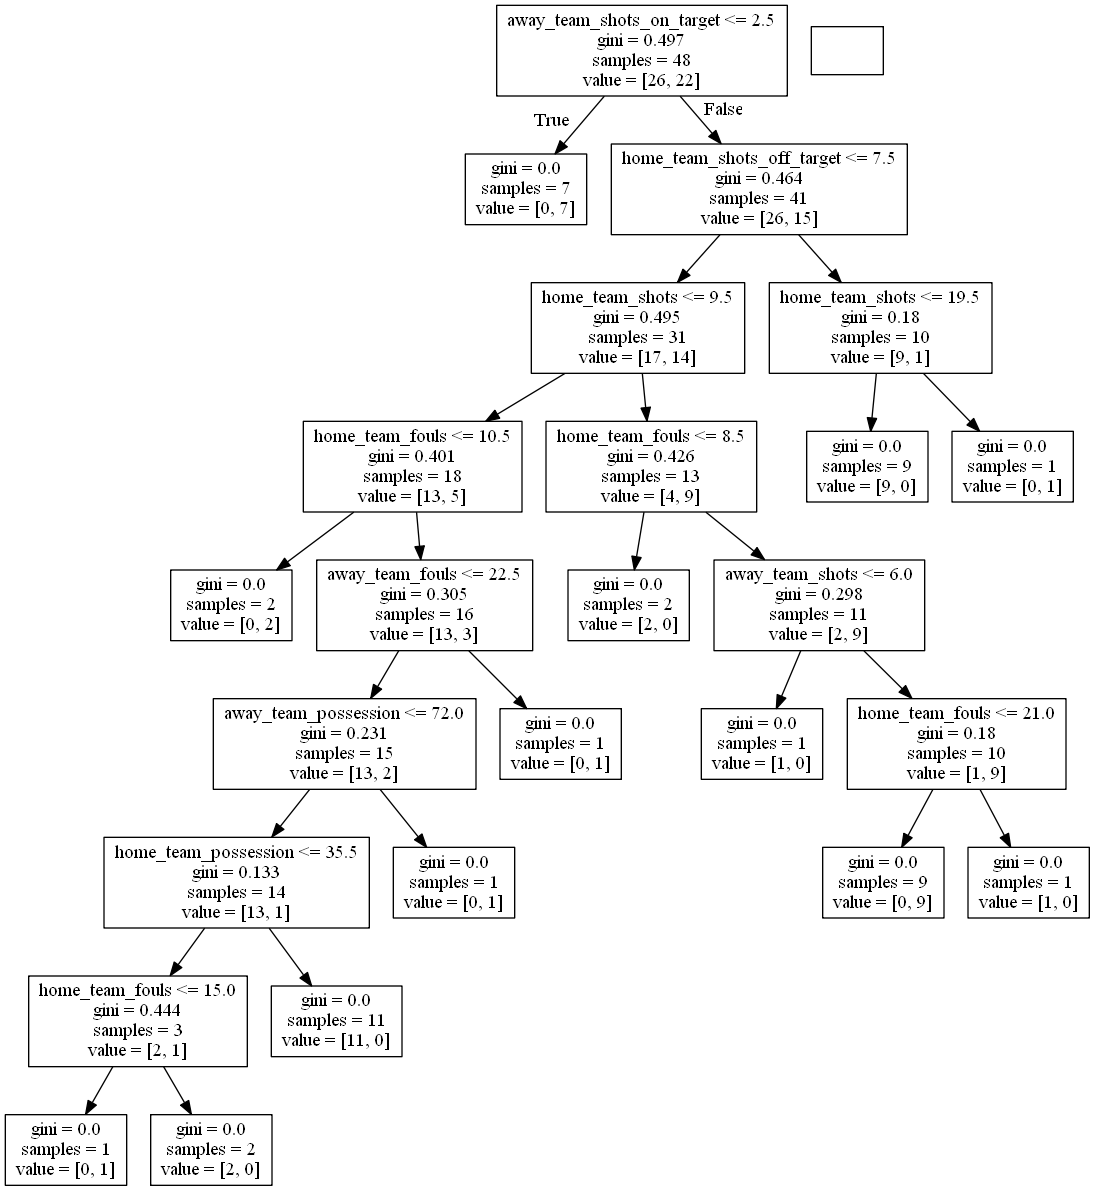 away_team_shots_on_target <= 2.5
gini = 0.497
samples = 48
value = [26, 22]
True
False
gini = 0.0
samples = 7
value = [0, 7]
home_team_shots_off_target <= 7.5
gini = 0.464
samples = 41
value = [26, 15]
home_team_shots <= 9.5
gini = 0.495
samples = 31
value = [17, 14]
home_team_shots <= 19.5
gini = 0.18
samples = 10
value = [9, 1]
home_team_fouls <= 10.5
gini = 0.401
samples = 18
value = [13, 5]
home_team_fouls <= 8.5
gini = 0.426
samples = 13
value = [4, 9]
gini = 0.0
samples = 9
value = [9, 0]
gini = 0.0
samples = 1
value = [0, 1]
gini = 0.0
samples = 2
value = [0, 2]
away_team_fouls <= 22.5
gini = 0.305
samples = 16
value = [13, 3]
gini = 0.0
samples = 2
value = [2, 0]
away_team_shots <= 6.0
gini = 0.298
samples = 11
value = [2, 9]
away_team_possession <= 72.0
gini = 0.231
samples = 15
value = [13, 2]
gini = 0.0
samples = 1
value = [0, 1]
gini = 0.0
samples = 1
value = [1, 0]
home_team_fouls <= 21.0
gini = 0.18
samples = 10
value = [1, 9]
home_team_possession <= 35.5
gini = 0.133
samples = 14
value = [13, 1]
gini = 0.0
samples = 1
value = [0, 1]
gini = 0.0
samples = 9
value = [0, 9]
gini = 0.0
samples = 1
value = [1, 0]
home_team_fouls <= 15.0
gini = 0.444
samples = 3
value = [2, 1]
gini = 0.0
samples = 11
value = [11, 0]
gini = 0.0
samples = 1
value = [0, 1]
gini = 0.0
samples = 2
value = [2, 0]